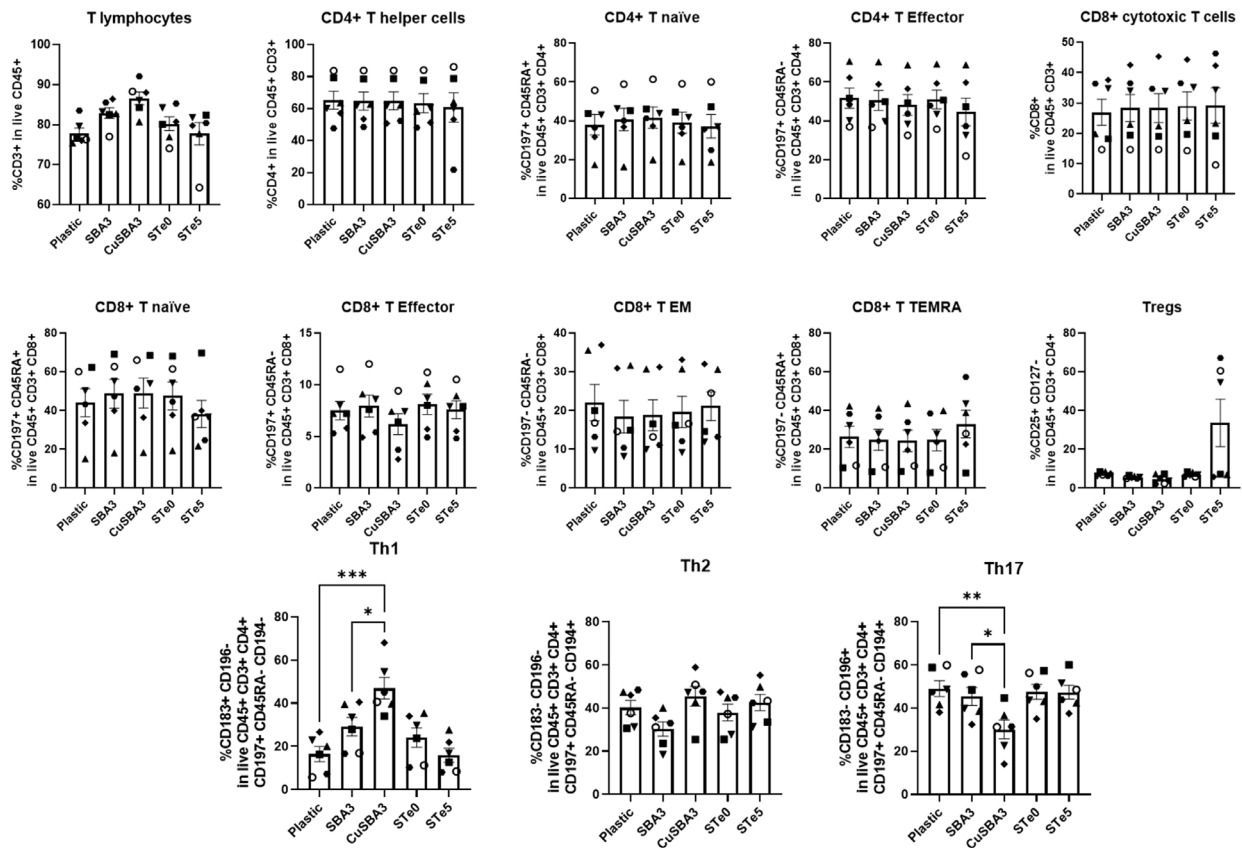 T lymphocytes
%CD3+ in live CD45+
100
90
80
70
60
Plastic
SBA3
CuSBA3
STe0
STe5
CD4+ T helper cells
%CD4+ in live CD45+ CD3+
100
80
60
40
20
0
Plastic
SBA3
CuSBA3
STe0
STe5
CD4+ T naïve
%CD197+ CD45RA+
in live CD45+ CD3+ CD4+
80
60
40
20
0
Plastic
SBA3
CuSBA3
STe0
STe5
CD4+ T Effector
%CD197+ CD45RA-
in live CD45+ CD3+ CD4+
80
60
40
20
0
Plastic
SBA3
CuSBA3
STe0
STe5
CD8+ cytotoxic T cells
%CD8+
in live CD45+ CD3+
50
40
30
20
10
0
Plastic
SBA3
CuSBA3
STe0
STe5
CD8+ T naïve
%CD197+ CD45RA+
in live CD45+ CD3+ CD8+
80
60
40
20
0
Plastic
SBA3
CuSBA3
STe0
STe5
CD8+ T Effector
%CD197+ CD45RA-
in live CD45+ CD3+ CD8+
15
10
5
0
Plastic
SBA3
CuSBA3
STe0
STe5
CD8+ T EM
%CD197- CD45RA-
in live CD45+ CD3+ CD8+
40
30
20
10
0
Plastic
SBA3
CuSBA3
STe0
STe5
CD8+ T TEMRA
%CD197- CD45RA+
in live CD45+ CD3+ CD8+
80
60
40
20
0
Plastic
SBA3
CuSBA3
STe0
STe5
Tregs
%CD25+ CD127-
in live CD45+ CD3+ CD4+
80
60
40
20
0
Plastic
SBA3
CuSBA3
STe0
STe5
Th1
%CD183+ CD196-
in live CD45+ CD3+ CD4+
CD197+ CD45RA- CD194-
***
*
80
60
40
20
0
Plastic
SBA3
CuSBA3
STe0
STe5
Th2
%CD183- CD196-
in live CD45+ CD3+ CD4+
CD197+ CD45RA- CD194+
80
60
40
20
0
Plastic
SBA3
CuSBA3
STe0
STe5
Th17
%CD183- CD196+
in live CD45+ CD3+ CD4+
CD197+ CD45RA- CD194+
**
*
80
60
40
20
0
Plastic
SBA3
CuSBA3
STe0
STe5